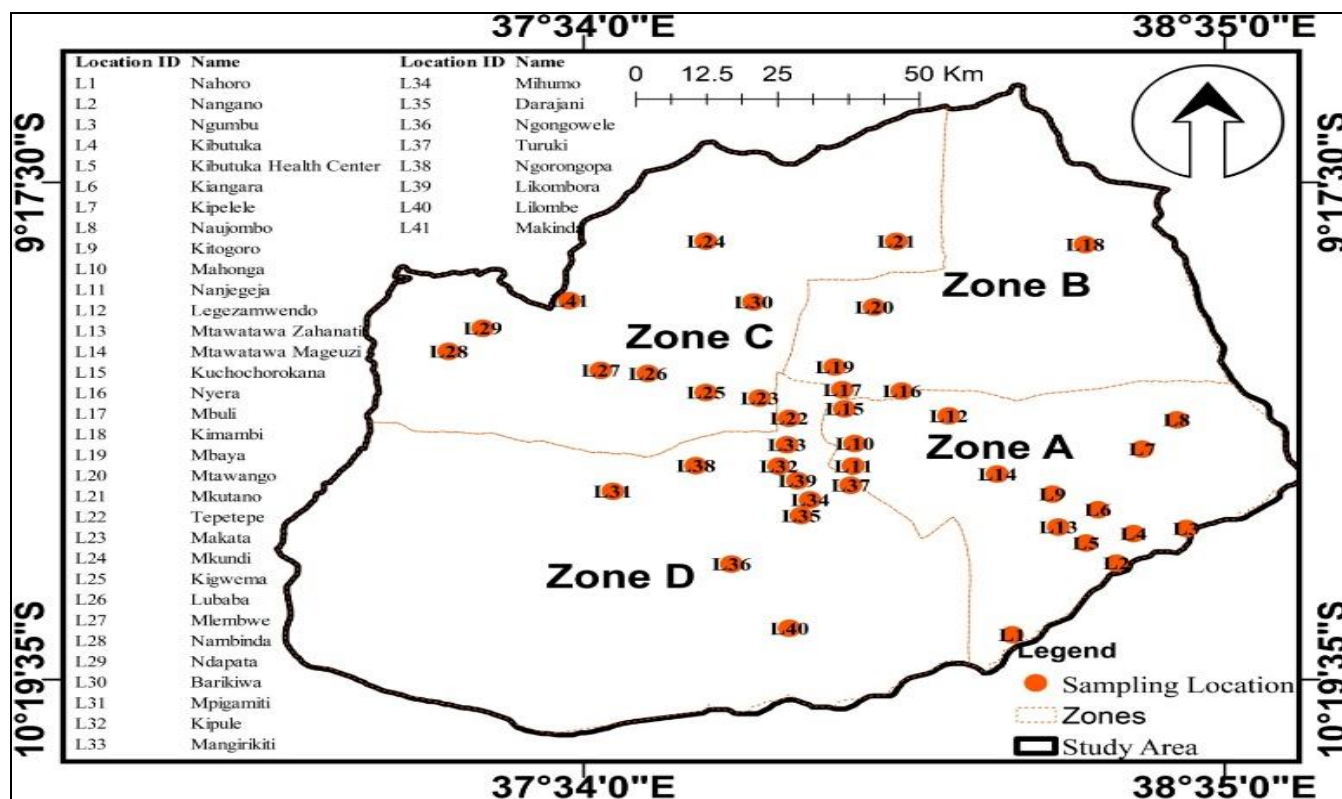 37°34'0"E 38°35'0"E
Location ID Name Location ID Name
L1 Nahoro L34 Mihumo
L2 Nangano L35 Darajani
L3 Ngumbu L36 Ngongowele
L4 Kibutuka L37 Turuki
L5 Kibutuka Health Center L38 Ngorongopa
L6 Kiangara L39 Likombora
L7 Kipelele L40 Lilombe
L8 Naujombo L41 Makinda
L9 Kitogoro
L10 Mahonga
L11 Nanjegeja
L12 Legezamwendo
L13 Mtawatawa Zahanati
L14 Mtawatawa Mageuzi
L15 Kuchochorokana
L16 Nyera
L17 Mbuli
L18 Kimambi
L19 Mbaya
L20 Mtawango
L21 Mkutano
L22 Tepetepe
L23 Makata
L24 Mkundi
L25 Kigwema
L26 Lubaba
L27 Mlembwe
L28 Nambinda
L29 Ndapata
L30 Barikiwa
L31 Mpigamiti
L32 Kipule
L33 Mangirikiti
0 12.5 25 50 Km
9°17'30"S
9°17'30"S
L24 L21 L18
Zone B
L41 L30 L20
Zone C
L29
L28
L27 L26 L19
L25 L23 L17 L16
L22 L15 L12 L8
Zone A
L33 L10 L7
L38 L32 L11 L14
L39 L37
L31 L34 L9
L35 L6
L13 L4 L3
L5
L36 L2
Zone D
L40 L1
10°19'35"S
10°19'35"S
Legend
Sampling Location
Zones
Study Area
37°34'0"E 38°35'0"E